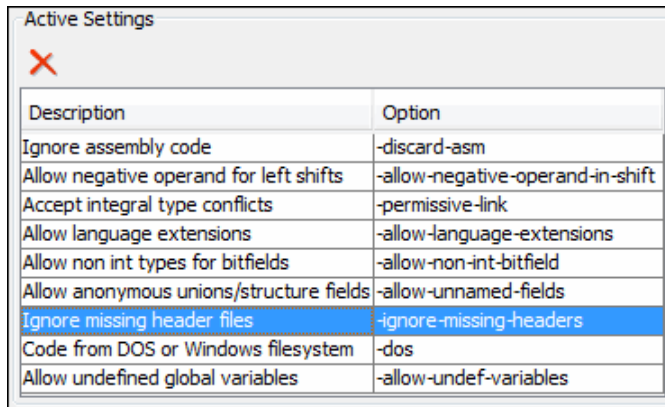 Active Settings
Description Option
Ignore assembly code -discard-asm
Allow negative operand for left shifts -allow-negative-operand-in-shift
Accept integral type conflicts -permissive-link
Allow language extensions -allow-language-extensions
Allow non int types for bitfields -allow-non-int-bitfield
Allow anonymous unions/structure fields -allow-unnamed-fields
Ignore missing header files -ignore-missing-headers
Code from DOS or Windows filesystem -dos
Allow undefined global variables -allow-undef-variables